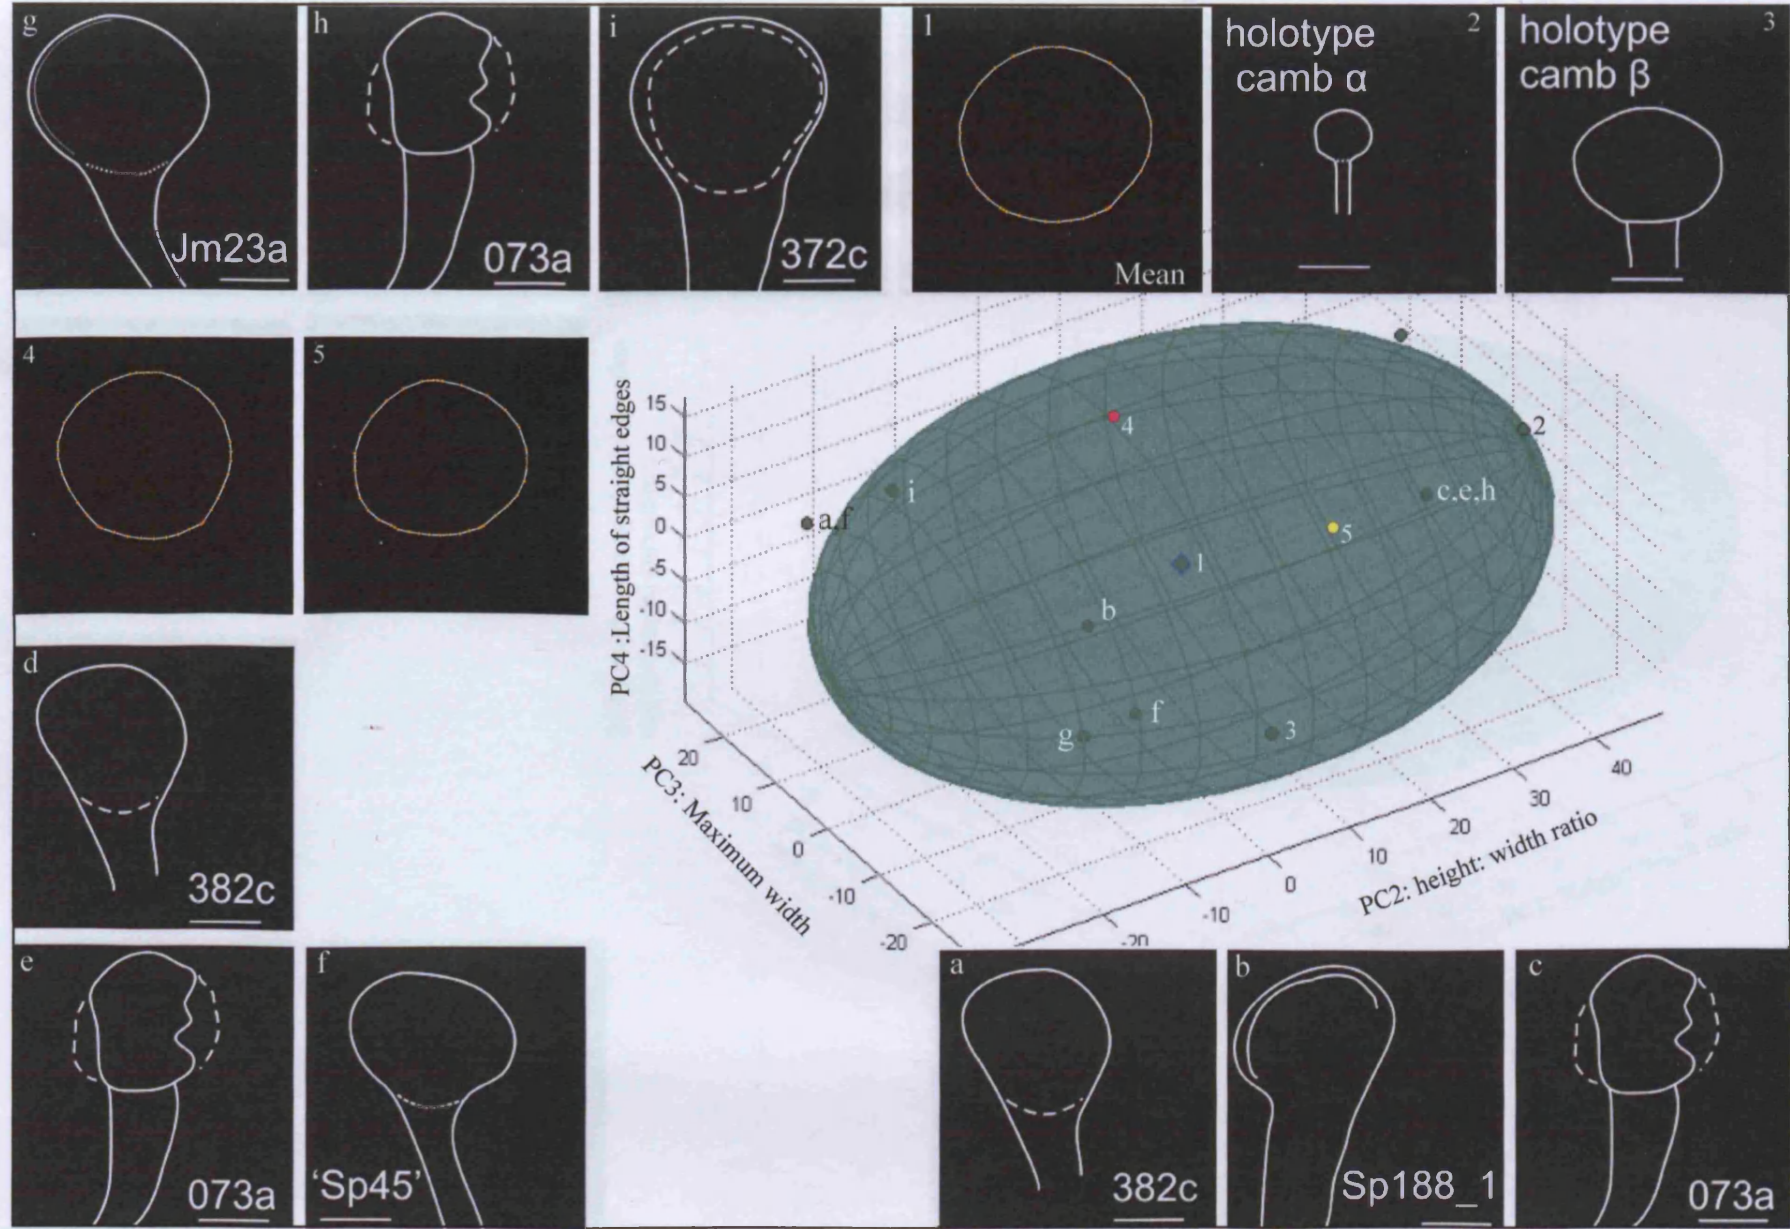 g
Jm23a
h
073a
i
372c
1
Mean
holotype 2
camb α
holotype 3
camb β
4
5
d
382c
e
073a
f
'Sp45'
PC4 :Length of straight edges
15
10
5
0
-5
-10
-15
PC3: Maximum width
20
10
0
-10
-20
PC2: height: width ratio
-20
-10
0
10
20
30
40
4
2
i
c,e,h
a,f
5
1
b
f
g
3
a
382c
b
Sp188_1
c
073a